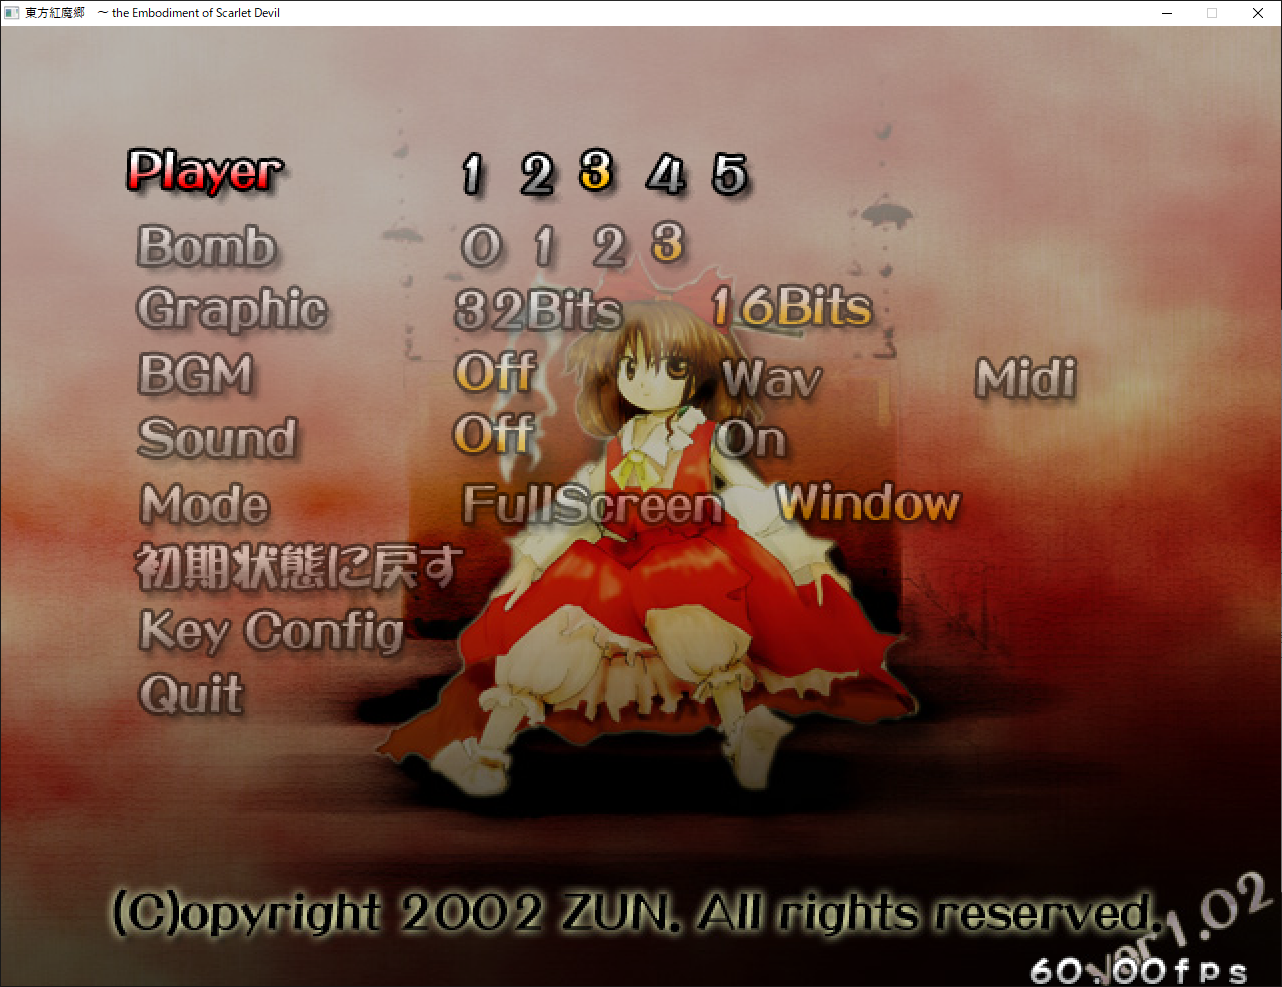 東方紅魔郷 ～ the Embodiment of Scarlet Devil
Player 1 2 3 4 5
Bomb 0 1 2 3
Graphic 32Bits 16Bits
BGM Off Wav Midi
Sound Off On
Mode FullScreen Window
初期状態に戻す
Key Config
Quit
(C)opyright 2002 ZUN. All rights reserved.
ver1.02
60.00fps